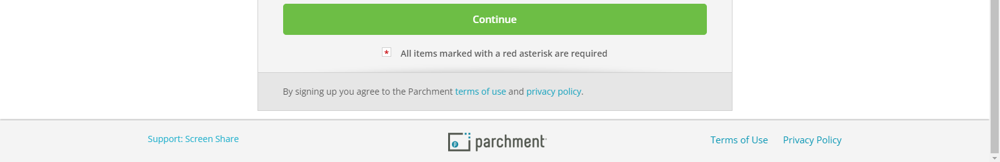 Continue
* All items marked with a red asterisk are required
By signing up you agree to the Parchment terms of use and privacy policy.
Support: Screen Share
parchment
Terms of Use Privacy Policy